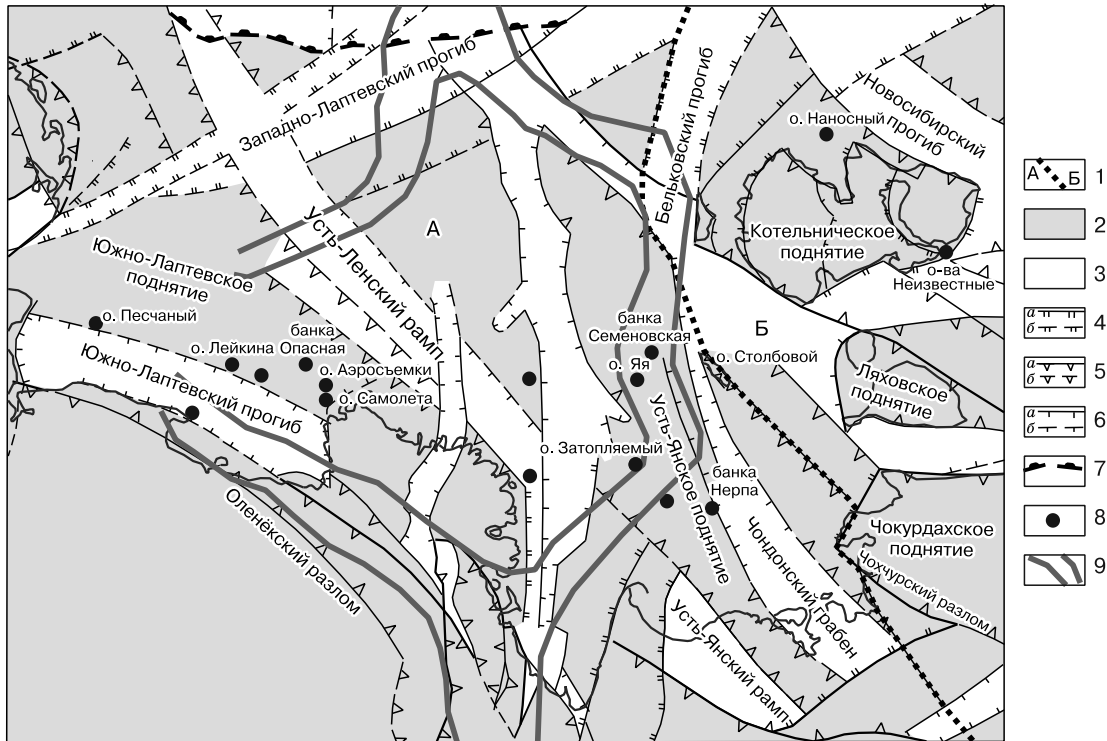 Западно-Лаптевский прогиб
Бельковский прогиб
Новосибирский
прогиб
о. Наносный
А
Котельническое
поднятие
о-ва
Неизвестные
Южно-Лаптевское
поднятие
Усть-Ленский рамп
о. Песчаный
банка
о. Лейкина Опасная
о. Аэросъемки
о. Самолета
Южно-Лаптевский прогиб
банка
Семеновская
о. Яя
Б
о. Столбовой
Ляховское
поднятие
о. Затопляемый
Усть-Янское поднятие
банка
Нерпа
Оленёкский разлом
Чокурдахское
поднятие
Чохчурский разлом
Чондонский грабен
Усть-Янский рамп
А Б 1
2
3
а
б 4
а
б 5
а
б 6
7
8
9